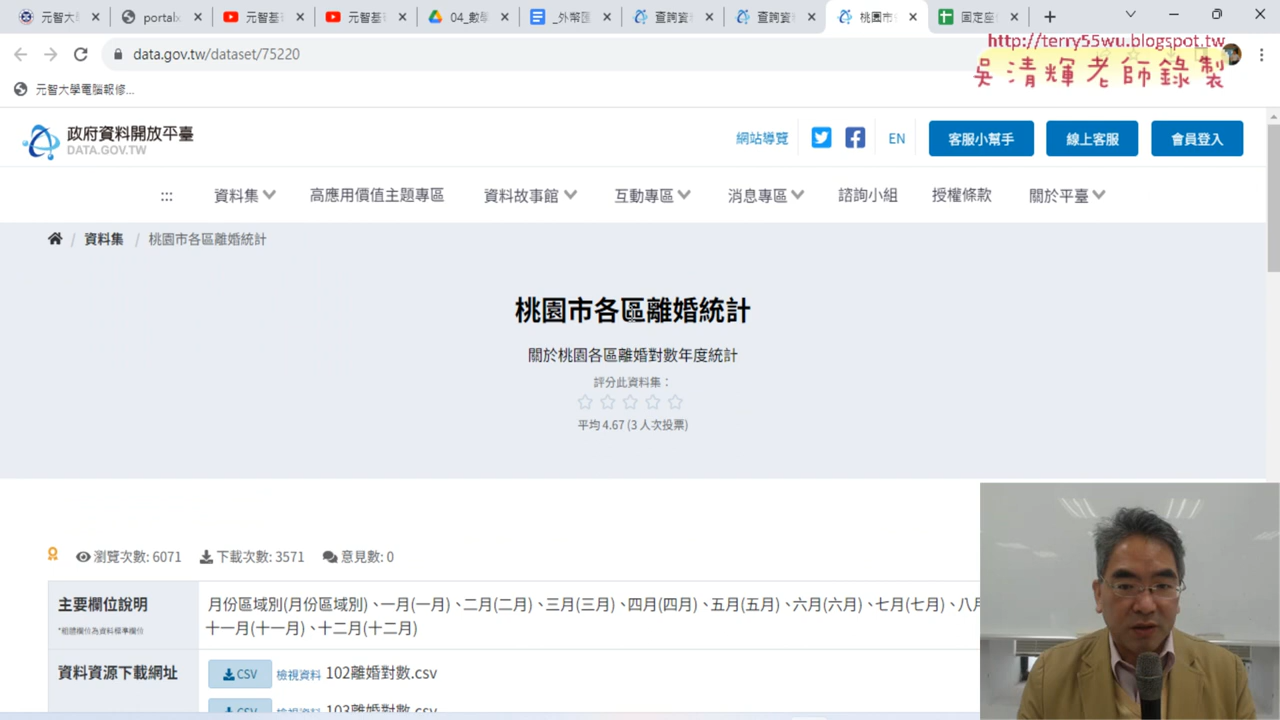 元智大
portalx
元智基
元智基
04_數
_外幣匯
查詢資
查詢資
桃園市
固定座
data.gov.tw/dataset/75220
http://terry55wu.blogspot.tw
吳清輝老師錄製
元智大學電腦報修...
政府資料開放平臺
DATA.GOV.TW
網站導覽
EN
客服小幫手
線上客服
會員登入
資料集
高應用價值主題專區
資料故事館
互動專區
消息專區
諮詢小組
授權條款
關於平臺
/ 資料集 / 桃園市各區離婚統計
桃園市各區離婚統計
關於桃園各區離婚對數年度統計
評分此資料集：
平均 4.67 (3 人次投票)
瀏覽次數: 6071 下載次數: 3571 意見數: 0
主要欄位說明
*粗體欄位為資料標準欄位
月份區域別(月份區域別)、一月(一月)、二月(二月)、三月(三月)、四月(四月)、五月(五月)、六月(六月)、七月(七月)、八月
十一月(十一月)、十二月(十二月)
資料資源下載網址
CSV 檢視資料 102離婚對數.csv
CSV 檢視資料 103離婚對數.csv